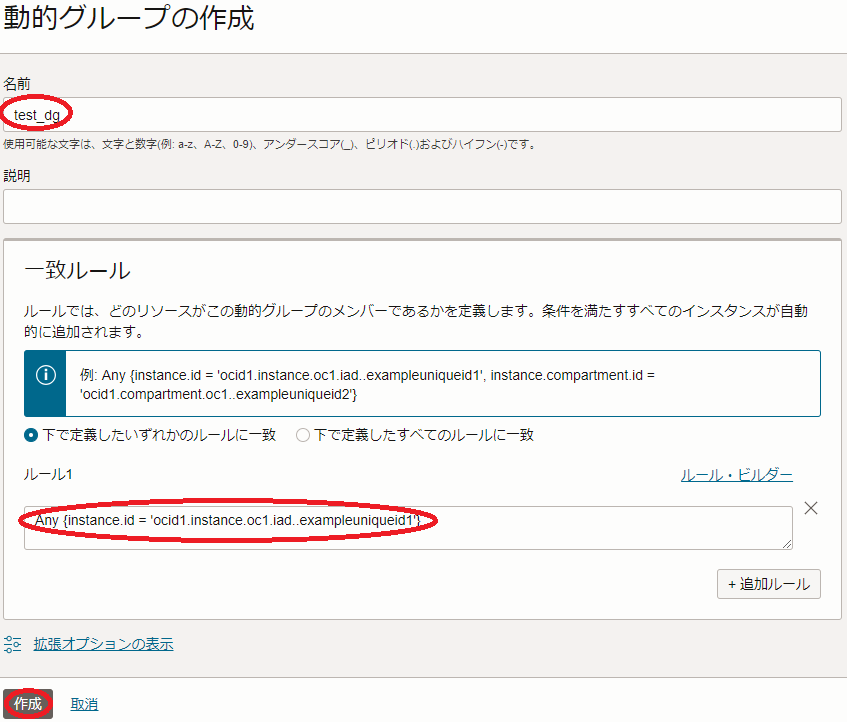 動的グループの作成
名前
test_dg
使用可能な文字は、文字と数字(例: a-z、A-Z、0-9)、アンダースコア(_)、ピリオド(.)およびハイフン(-)です。
説明
一致ルール
ルールでは、どのリソースがこの動的グループのメンバーであるかを定義します。条件を満たすすべてのインスタンスが自動
的に追加されます。
例: Any {instance.id = 'ocid1.instance.oc1.iad..exampleuniqueid1', instance.compartment.id =
'ocid1.compartment.oc1..exampleuniqueid2'}
下で定義したいずれかのルールに一致 下で定義したすべてのルールに一致
ルール1 ルール・ビルダー
Any {instance.id = 'ocid1.instance.oc1.iad..exampleuniqueid1'}
+ 追加ルール
拡張オプションの表示
作成 取消